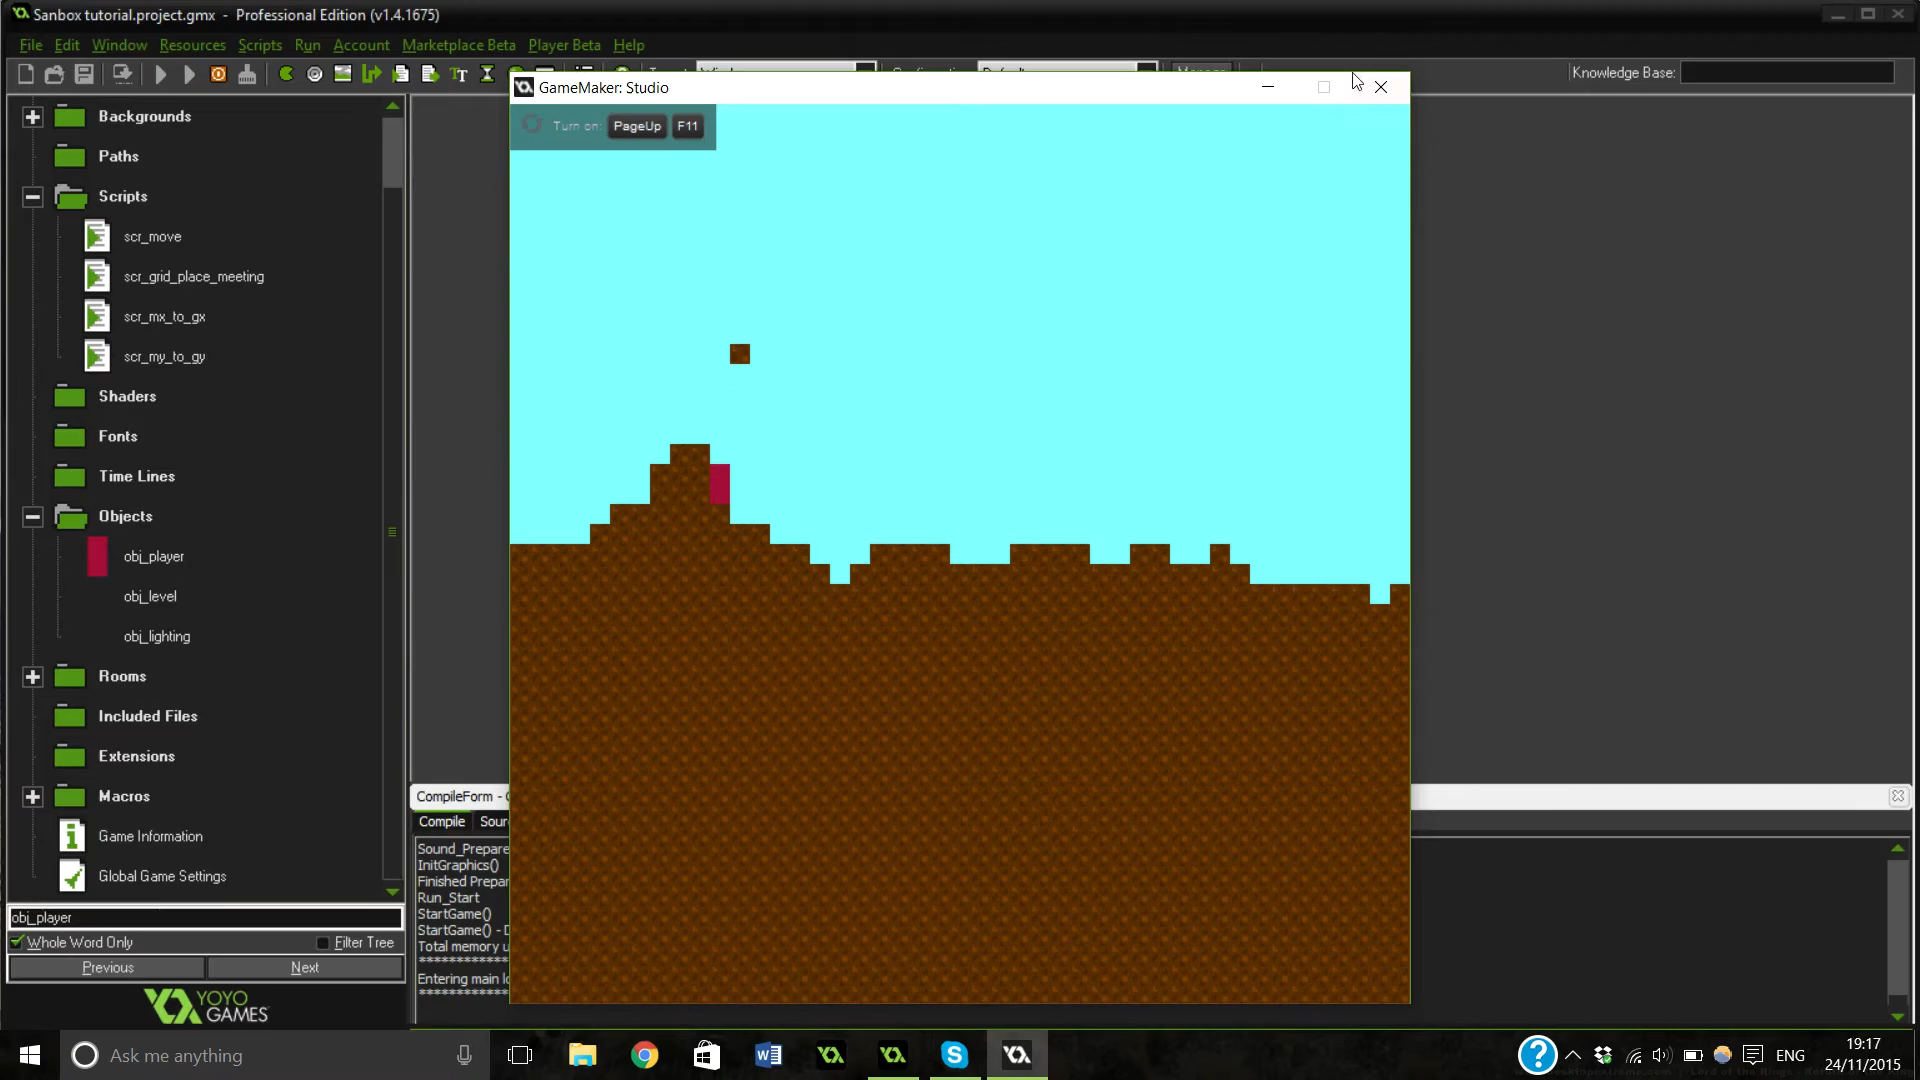 Sanbox tutorial.project.gmx - Professional Edition (v1.4.1675)
File Edit Window Resources Scripts Run Account Marketplace Beta Player Beta Help
Knowledge Base:
GameMaker: Studio
Turn on: PageUp F11
Backgrounds
Paths
Scripts
scr_move
scr_grid_place_meeting
scr_mx_to_gx
scr_my_to_gy
Shaders
Fonts
Time Lines
Objects
obj_player
obj_level
obj_lighting
Rooms
Included Files
Extensions
Macros
Game Information
Global Game Settings
obj_player
Whole Word Only Filter Tree
Previous Next
YOYO
GAMES
CompileForm -
Compile Sour
Sound_Prepare
InitGraphics()
Finished Prepar
Run_Start
StartGame()
StartGame() - D
Total memory u
******************
Entering main lo
******************
Ask me anything
ENG
19:17
24/11/2015